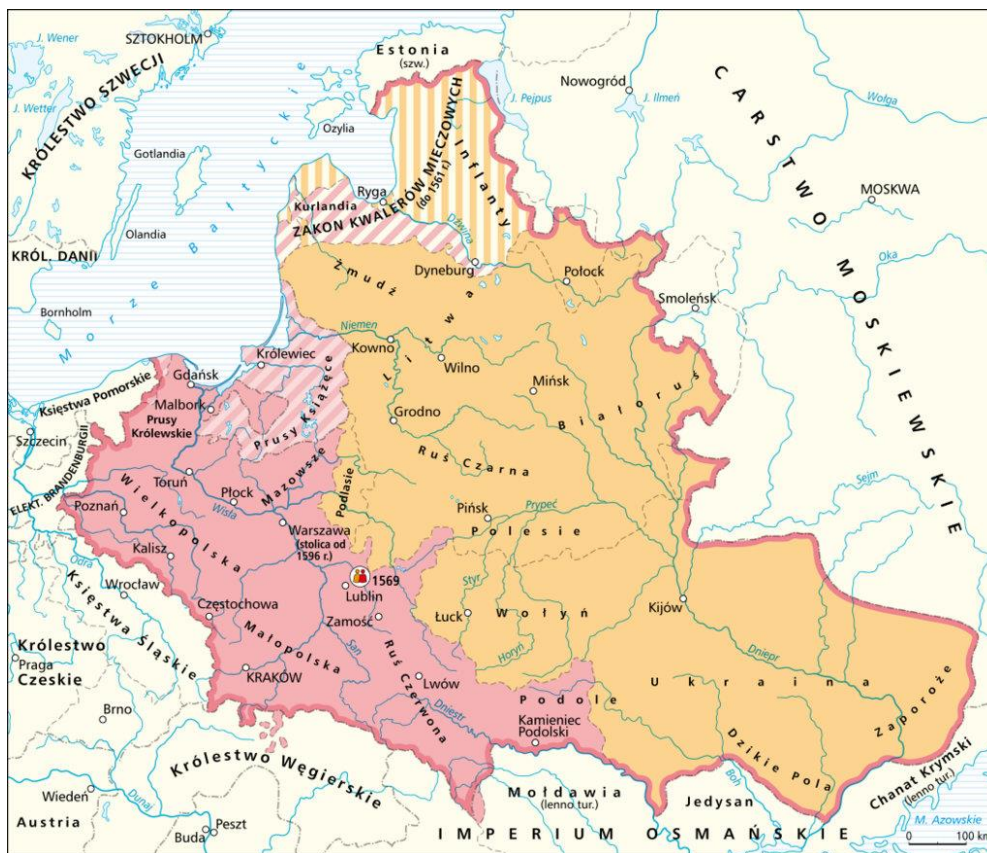 SZTOKHOLM
J. Wener
J. Wetter
KRÓLESTWO SZWECJI
Gotlandia
Olandia
KRÓL. DANII
Bornholm
Morze Bałtyckie
Estonia
(szw.)
Ozylia
Nowogród
J. Pejpus
J. Ilmeń
Wołga
CARSTWO MOSKIEWSKIE
MOSKWA
Oka
Sejm
Ryga
Kurlandia
ZAKON KWALERÓW MIECZOWYCH
(do 1561 r.)
Inflanty
Dźwina
Dyneburg
Połock
Smoleńsk
Żmudź
Litwa
Niemen
Kowno
Wilno
Mińsk
Białoruś
Grodno
Ruś Czarna
Królewiec
Gdańsk
Malbork
Prusy
Królewskie
Prusy Książęce
Księstwa Pomorskie
Szczecin
ELEKT. BRANDENBURGII
Toruń
Płock
Mazowsze
Podlasie
Wielkopolska
Wisła
Poznań
Warszawa
(stolica od
1596 r.)
Kalisz
Pińsk
Prypeć
Polesie
Odra
Wrocław
Księstwa Śląskie
1569
Lublin
Częstochowa
Zamość
Styr
Łuck
Wołyń
Kijów
Horyń
Małopolska
San
Ruś Czerwona
Królestwo
Praga
Czeskie
KRAKÓW
Lwów
Dniestr
Dniepr
Ukraina
Podole
Zaporoże
Brno
Kamieniec
Podolski
Dzikie Pola
Królestwo Węgierskie
Boh
Chanat Krymski
(lenno tur.)
Mołdawia
(lenno tur.)
Jedysan
Wiedeń
Dunaj
Austria
Buda
Peszt
IMPERIUM OSMAŃSKIE
M. Azowskie
0 100 km